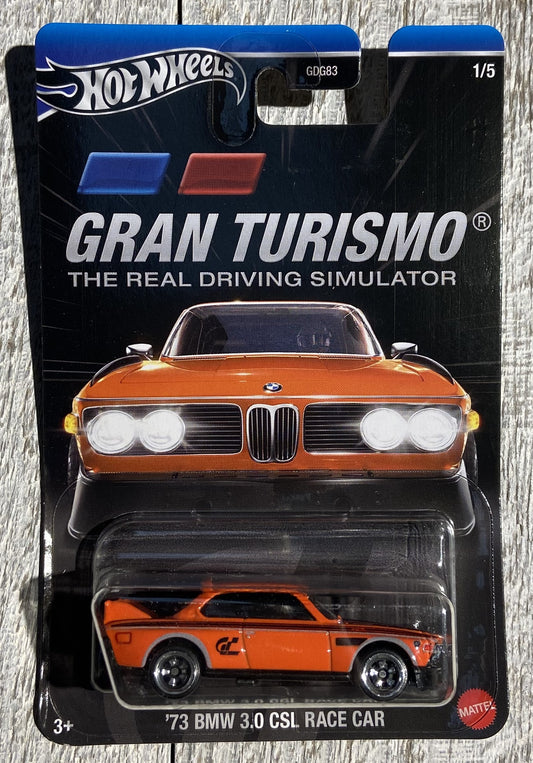 HOT WHEELS
GDG83
1/5
GRAN TURISMO®
THE REAL DRIVING SIMULATOR
GT
3+
'73 BMW 3.0 CSL RACE CAR
MATTEL